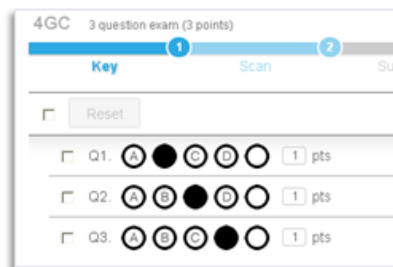 4GC 3 question exam (3 points)
1 2
Key Scan Su
Reset
Q1. A C D 1 pts
Q2. A B D 1 pts
Q3. A B C 1 pts